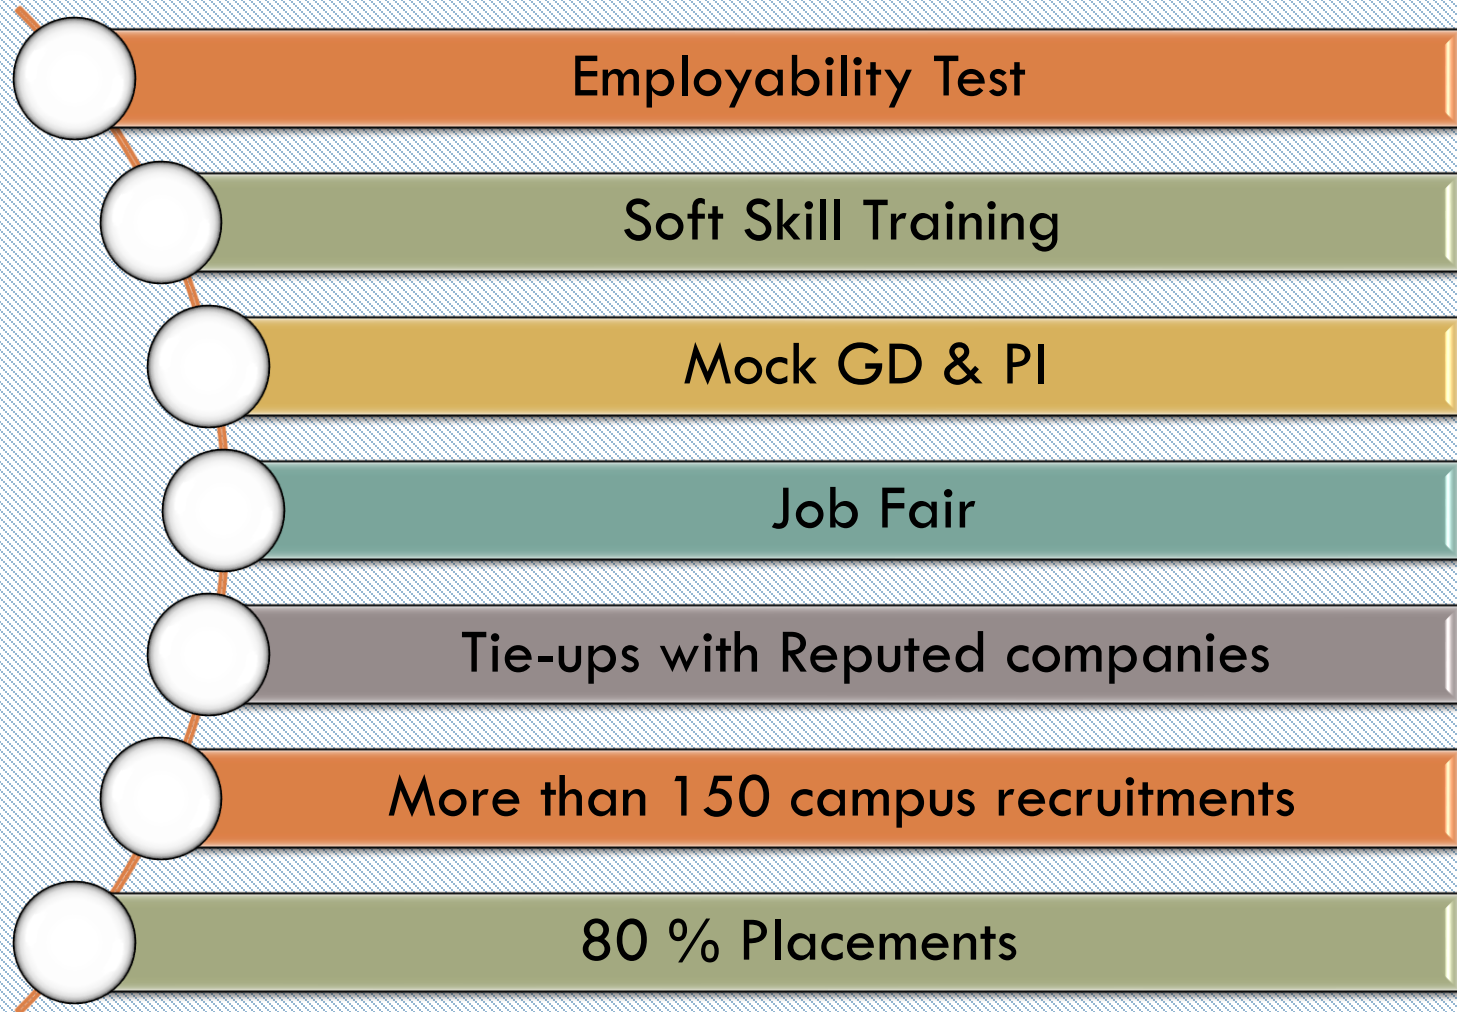 Employability Test
Soft Skill Training
Mock GD & PI
Job Fair
Tie-ups with Reputed companies
More than 150 campus recruitments
80 % Placements